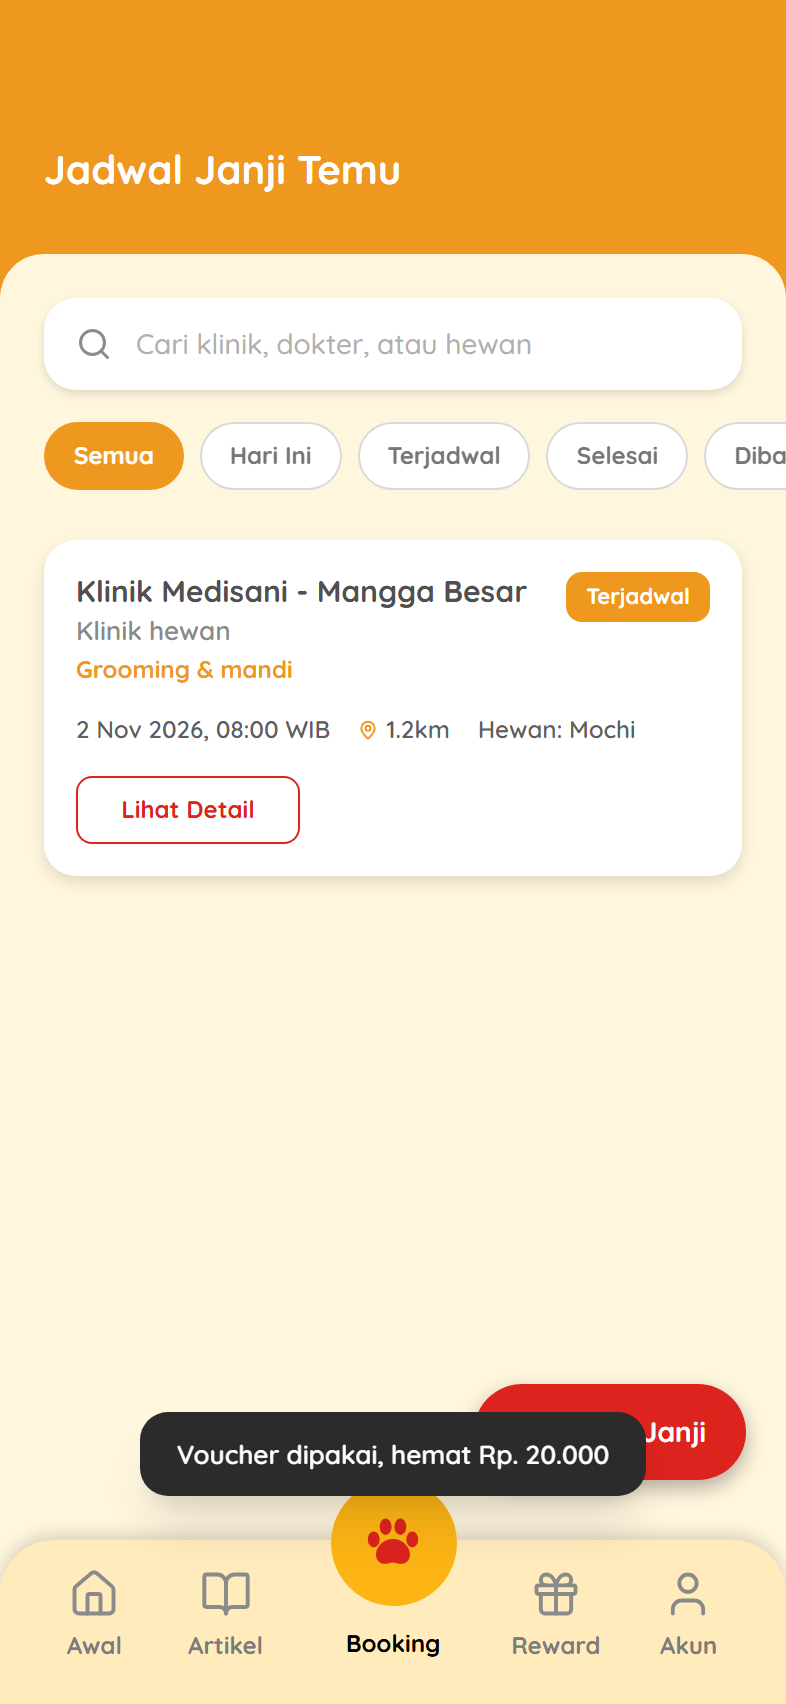 Jadwal Janji Temu
Cari klinik, dokter, atau hewan
Semua
Hari Ini
Terjadwal
Selesai
Diba
Klinik Medisani - Mangga Besar
Terjadwal
Klinik hewan
Grooming & mandi
2 Nov 2026, 08:00 WIB
1.2km
Hewan: Mochi
Lihat Detail
Janji
Voucher dipakai, hemat Rp. 20.000
Awal
Artikel
Booking
Reward
Akun